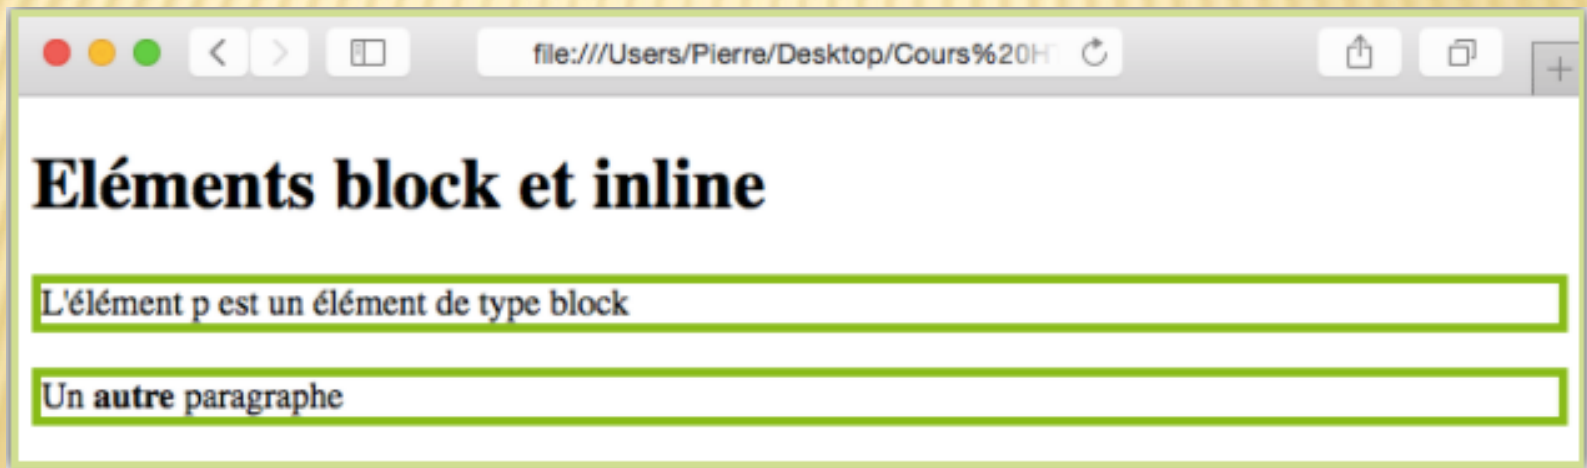 file:///Users/Pierre/Desktop/Cours%20H
Eléments block et inline
L'élément p est un élément de type block
Un autre paragraphe